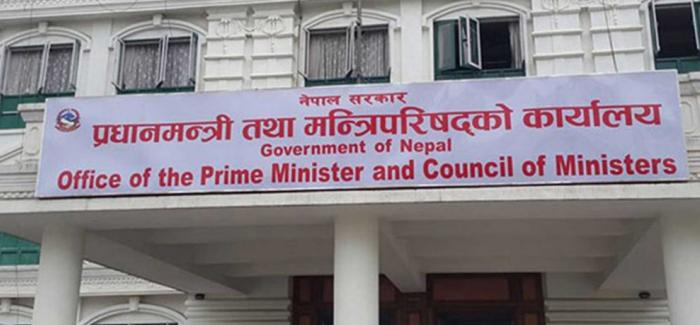 नेपाल सरकार
प्रधानमन्त्री तथा मन्त्रिपरिषद्को कार्यालय
Government of Nepal
Office of the Prime Minister and Council of Ministers